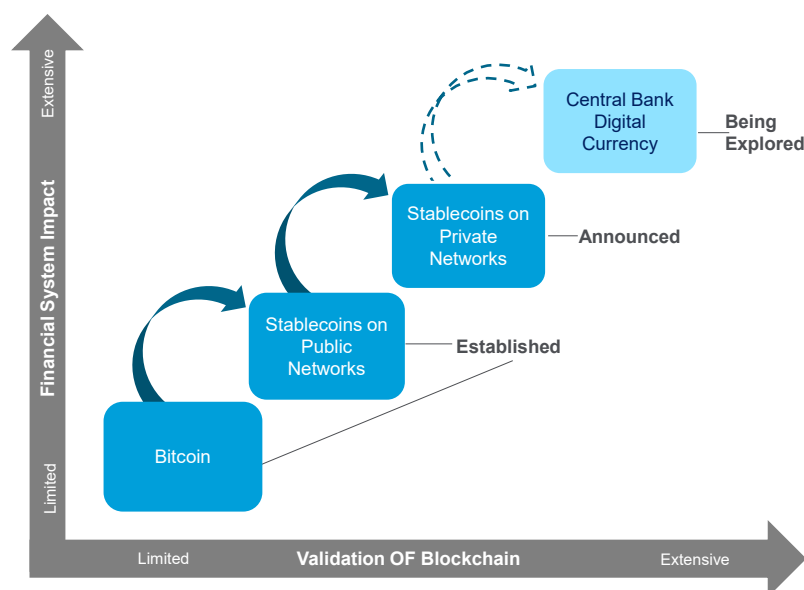 Extensive
Financial System Impact
Limited
Central Bank
Digital
Currency
Being
Explored
Stablecoins on
Private
Networks
Announced
Stablecoins on
Public
Networks
Established
Bitcoin
Limited
Validation OF Blockchain
Extensive